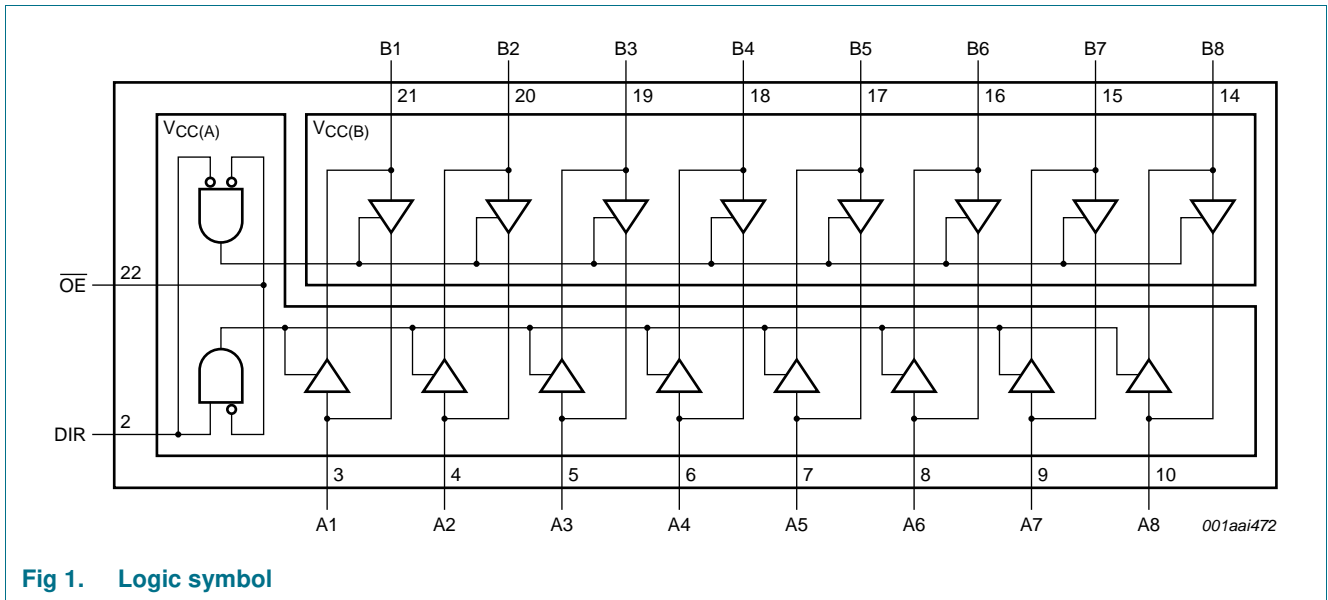 B1 B2 B3 B4 B5 B6 B7 B8
21 20 19 18 17 16 15 14
VCC(A) VCC(B)
OE 22
DIR 2
3 4 5 6 7 8 9 10
A1 A2 A3 A4 A5 A6 A7 A8 001aai472
Fig 1. Logic symbol